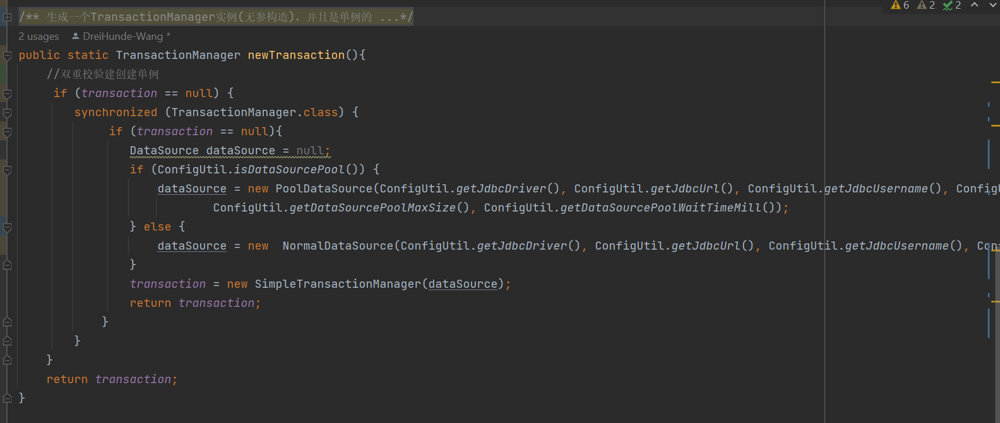 6 2 2
/** 生成一个TransactionManager实例(无参构造)，并且是单例的 ...*/
2 usages DreiHunde-Wang *
public static TransactionManager newTransaction(){
//双重校验建创建单例
if (transaction == null) {
synchronized (TransactionManager.class) {
if (transaction == null){
DataSource dataSource = null;
if (ConfigUtil.isDataSourcePool()) {
dataSource = new PoolDataSource(ConfigUtil.getJdbcDriver(), ConfigUtil.getJdbcUrl(), ConfigUtil.getJdbcUsername(), Config
ConfigUtil.getDataSourcePoolMaxSize(), ConfigUtil.getDataSourcePoolWaitTimeMill());
} else {
dataSource = new  NormalDataSource(ConfigUtil.getJdbcDriver(), ConfigUtil.getJdbcUrl(), ConfigUtil.getJdbcUsername(), Con
}
transaction = new SimpleTransactionManager(dataSource);
return transaction;
}
}
}
return transaction;
}